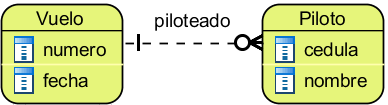 Vuelo
numero
fecha
piloteado
Piloto
cedula
nombre